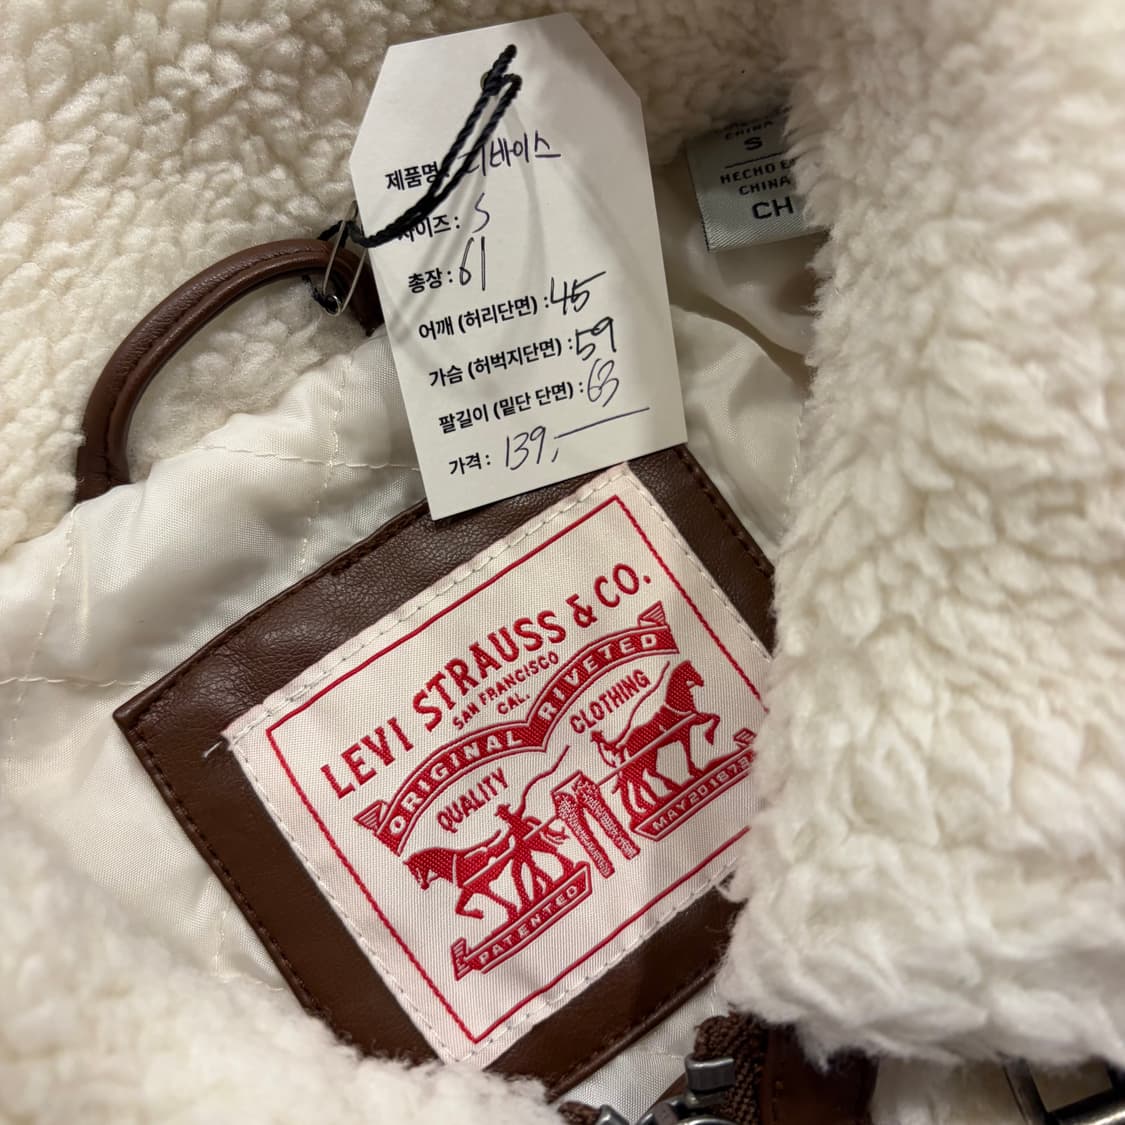 제품명: 리바이스
사이즈: S
총장: 61
어깨 (허리단면) : 45
가슴 (허벅지단면) : 59
팔길이 (밑단 단면) : 63
가격: 139,—
CHINA
S
HECHO E
CHINA
CH
LEVI STRAUSS & CO.
SAN FRANCISCO
CAL.
ORIGINAL RIVETED
QUALITY CLOTHING
PATENTED MAY 20 1873